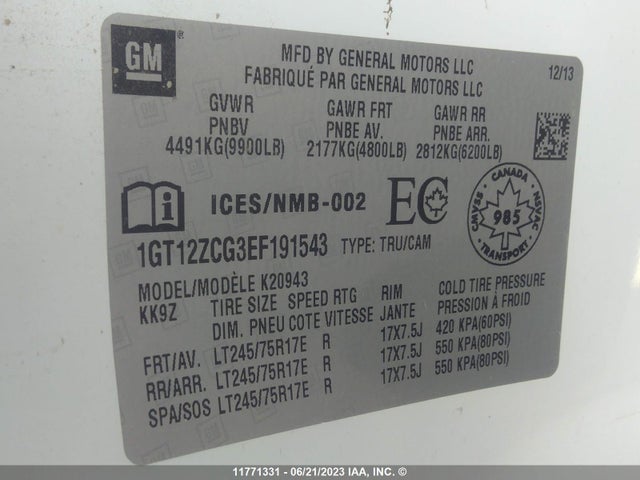 GM
MFD BY GENERAL MOTORS LLC
FABRIQUÉ PAR GENERAL MOTORS LLC
12/13
GVWR GAWR FRT GAWR RR
PNBV PNBE AV. PNBE ARR.
4491KG(9900LB) 2177KG(4800LB) 2812KG(6200LB)
i ICES/NMB-002 EC
CANADA
CMVSS 985 NSVAC
1GT12ZCG3EF191543 TYPE: TRU/CAM
MODEL/MODÈLE K20943
KK9Z TIRE SIZE SPEED RTG RIM COLD TIRE PRESSURE
DIM. PNEU COTE VITESSE JANTE PRESSION À FROID
FRT/AV. LT245/75R17E R 17X7.5J 420 KPA(60PSI)
RR/ARR. LT245/75R17E R 17X7.5J 550 KPA(80PSI)
SPA/SOS LT245/75R17E R 17X7.5J 550 KPA(80PSI)
11771331 - 06/21/2023 IAA, INC. ©